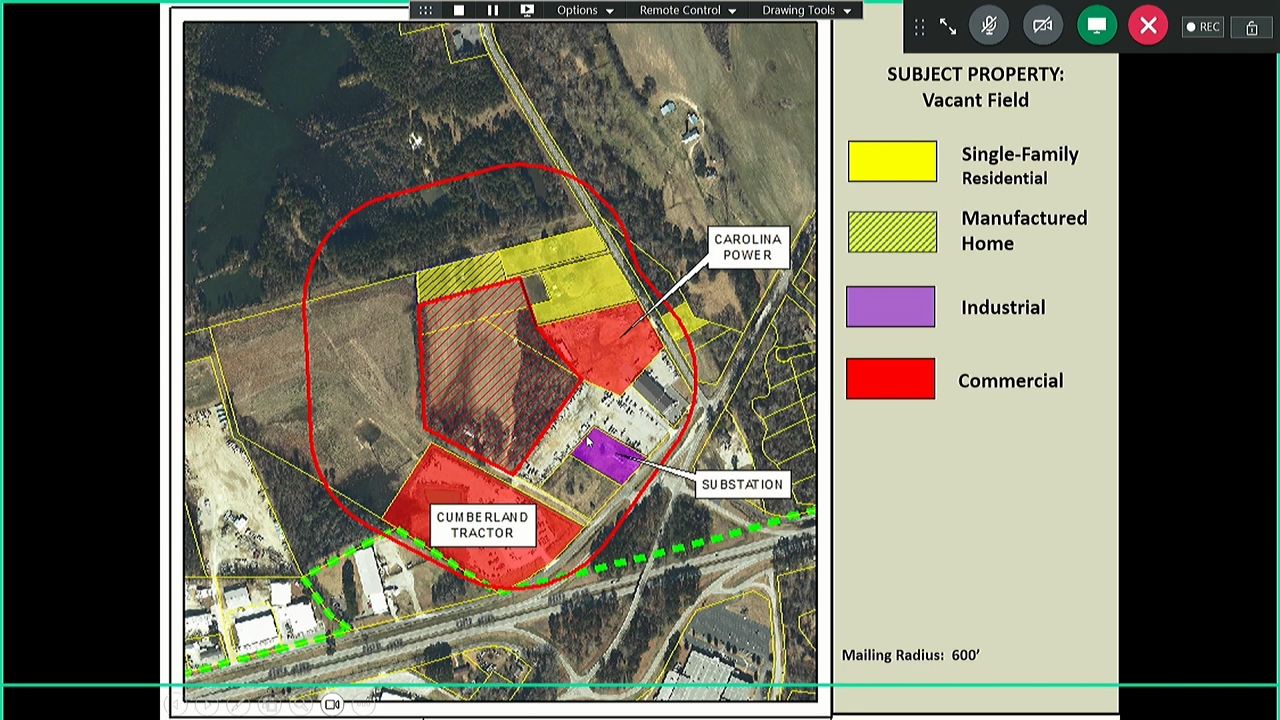 Options
Remote Control
Drawing Tools
REC
SUBJECT PROPERTY:
Vacant Field
Single-Family
Residential
Manufactured
Home
Industrial
Commercial
CAROLINA
POWER
SUBSTATION
CUMBERLAND
TRACTOR
Mailing Radius: 600’